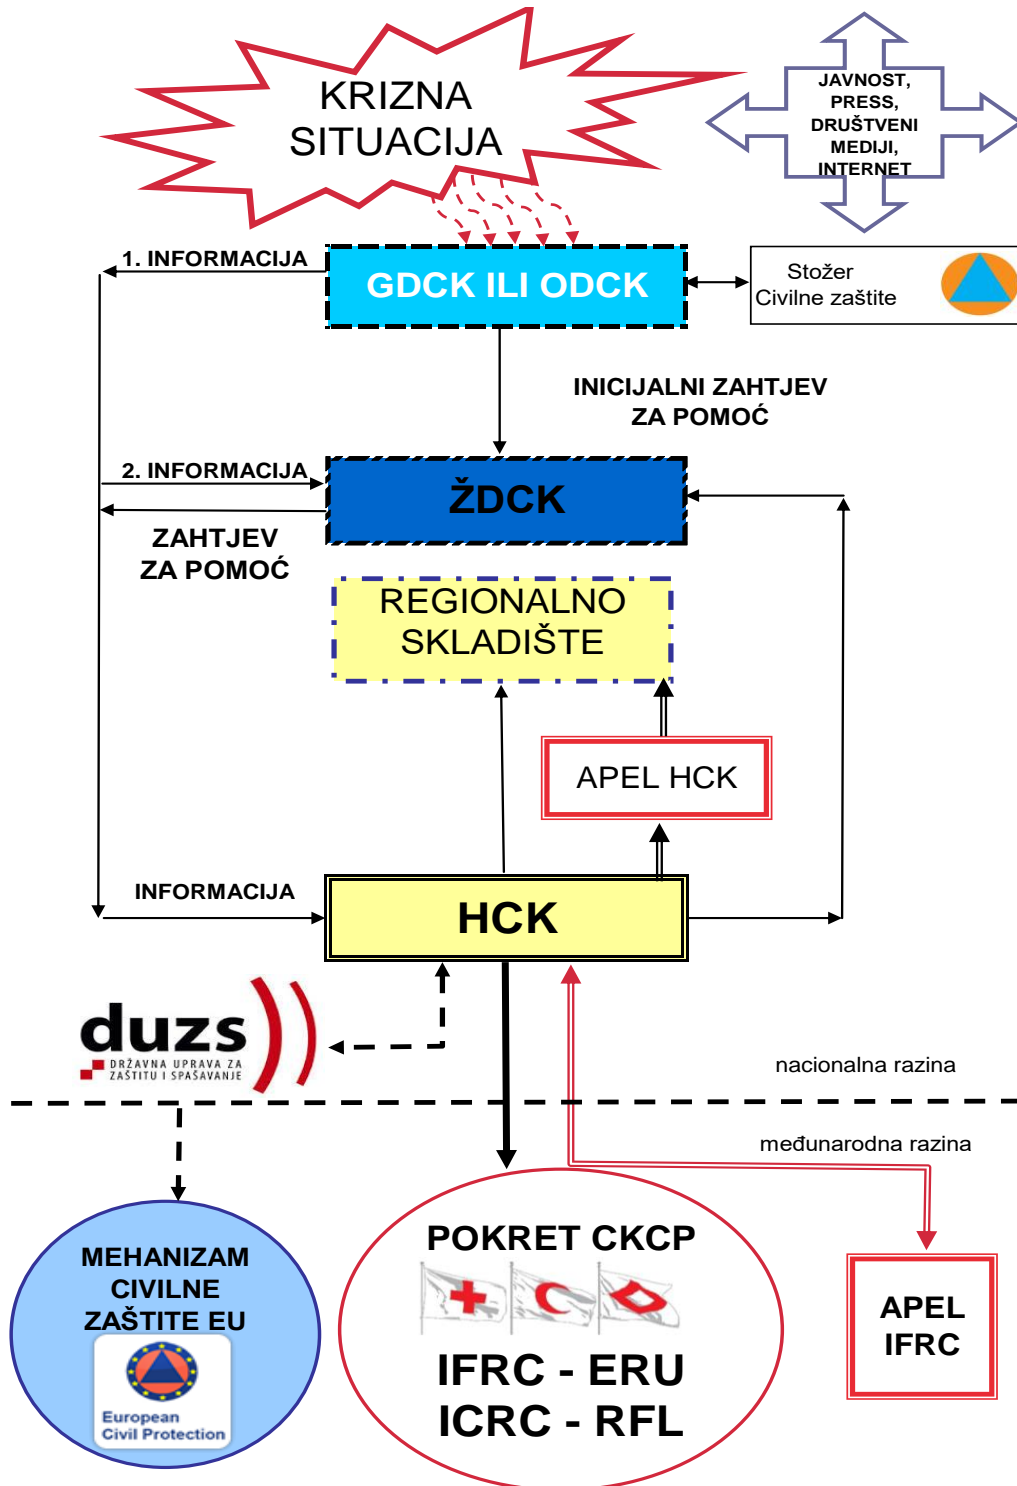 KRIZNA
SITUACIJA
JAVNOST,
PRESS,
DRUŠTVENI
MEDIJI,
INTERNET
1. INFORMACIJA
GDCK ILI ODCK
Stožer
Civilne zaštite
INICIJALNI ZAHTJEV
ZA POMOĆ
2. INFORMACIJA
ŽDCK
ZAHTJEV
ZA POMOĆ
REGIONALNO
SKLADIŠTE
APEL HCK
INFORMACIJA
HCK
duzs
DRŽAVNA UPRAVA ZA
ZAŠTITU I SPAŠAVANJE
nacionalna razina
međunarodna razina
MEHANIZAM
CIVILNE
ZAŠTITE EU
European
Civil Protection
POKRET CKCP
IFRC - ERU
ICRC - RFL
APEL
IFRC